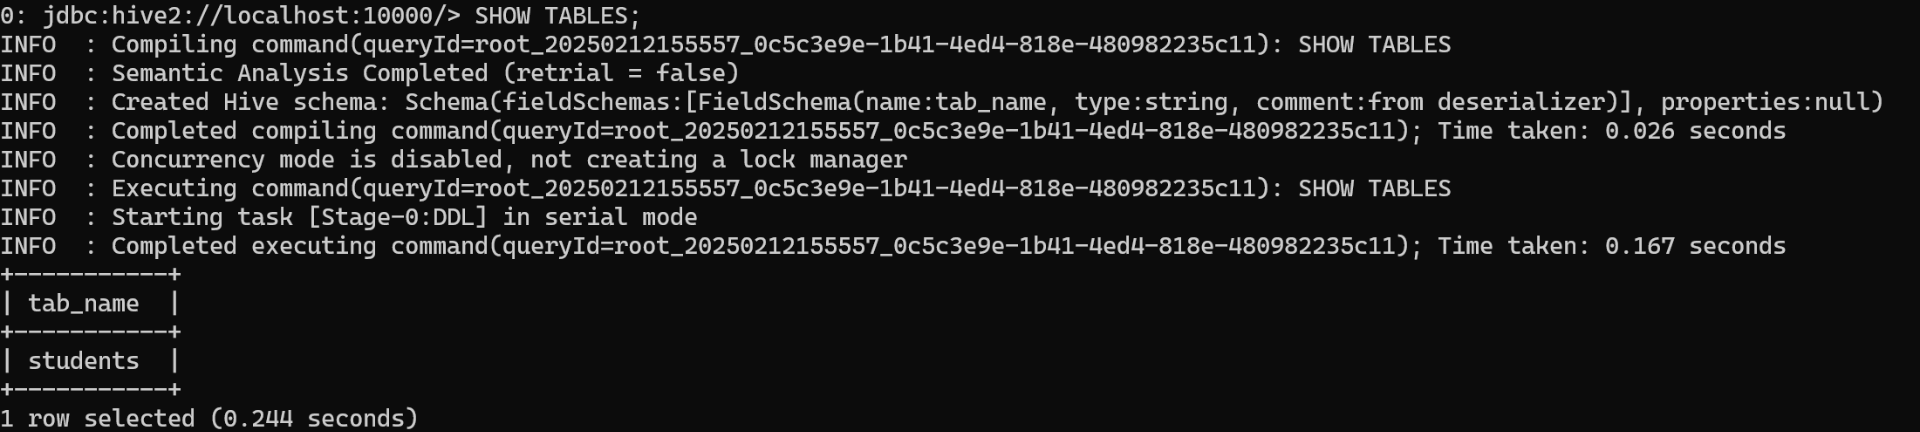 0: jdbc:hive2://localhost:10000/> SHOW TABLES;
INFO  : Compiling command(queryId=root_20250212155557_0c5c3e9e-1b41-4ed4-818e-480982235c11): SHOW TABLES
INFO  : Semantic Analysis Completed (retrial = false)
INFO  : Created Hive schema: Schema(fieldSchemas:[FieldSchema(name:tab_name, type:string, comment:from deserializer)], properties:null)
INFO  : Completed compiling command(queryId=root_20250212155557_0c5c3e9e-1b41-4ed4-818e-480982235c11); Time taken: 0.026 seconds
INFO  : Concurrency mode is disabled, not creating a lock manager
INFO  : Executing command(queryId=root_20250212155557_0c5c3e9e-1b41-4ed4-818e-480982235c11): SHOW TABLES
INFO  : Starting task [Stage-0:DDL] in serial mode
INFO  : Completed executing command(queryId=root_20250212155557_0c5c3e9e-1b41-4ed4-818e-480982235c11); Time taken: 0.167 seconds
+-----------+
| tab_name  |
+-----------+
| students  |
+-----------+
1 row selected (0.244 seconds)